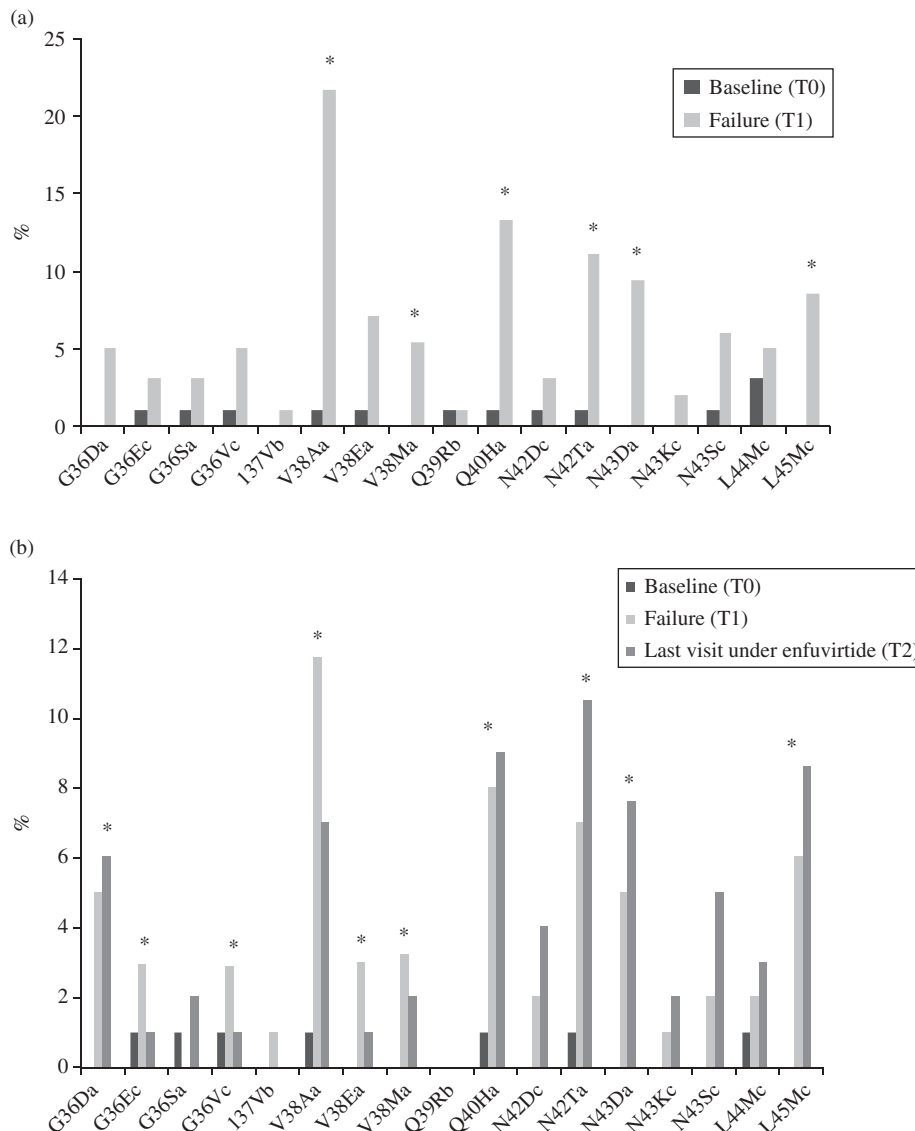 (a)
25
20
15
10
5
0
%
Baseline (T0)
Failure (T1)
*
*
*
*
*
*
G36Da
G36Ec
G36Sa
G36Vc
137Vb
V38Aa
V38Ea
V38Ma
Q39Rb
Q40Ha
N42Dc
N42Ta
N43Da
N43Kc
N43Sc
L44Mc
L45Mc
(b)
14
12
10
8
6
4
2
0
%
Baseline (T0)
Failure (T1)
Last visit under enfuvirtide (T2)
*
*
*
*
*
*
*
*
*
*
G36Da
G36Ec
G36Sa
G36Vc
137Vb
V38Aa
V38Ea
V38Ma
Q39Rb
Q40Ha
N42Dc
N42Ta
N43Da
N43Kc
N43Sc
L44Mc
L45Mc